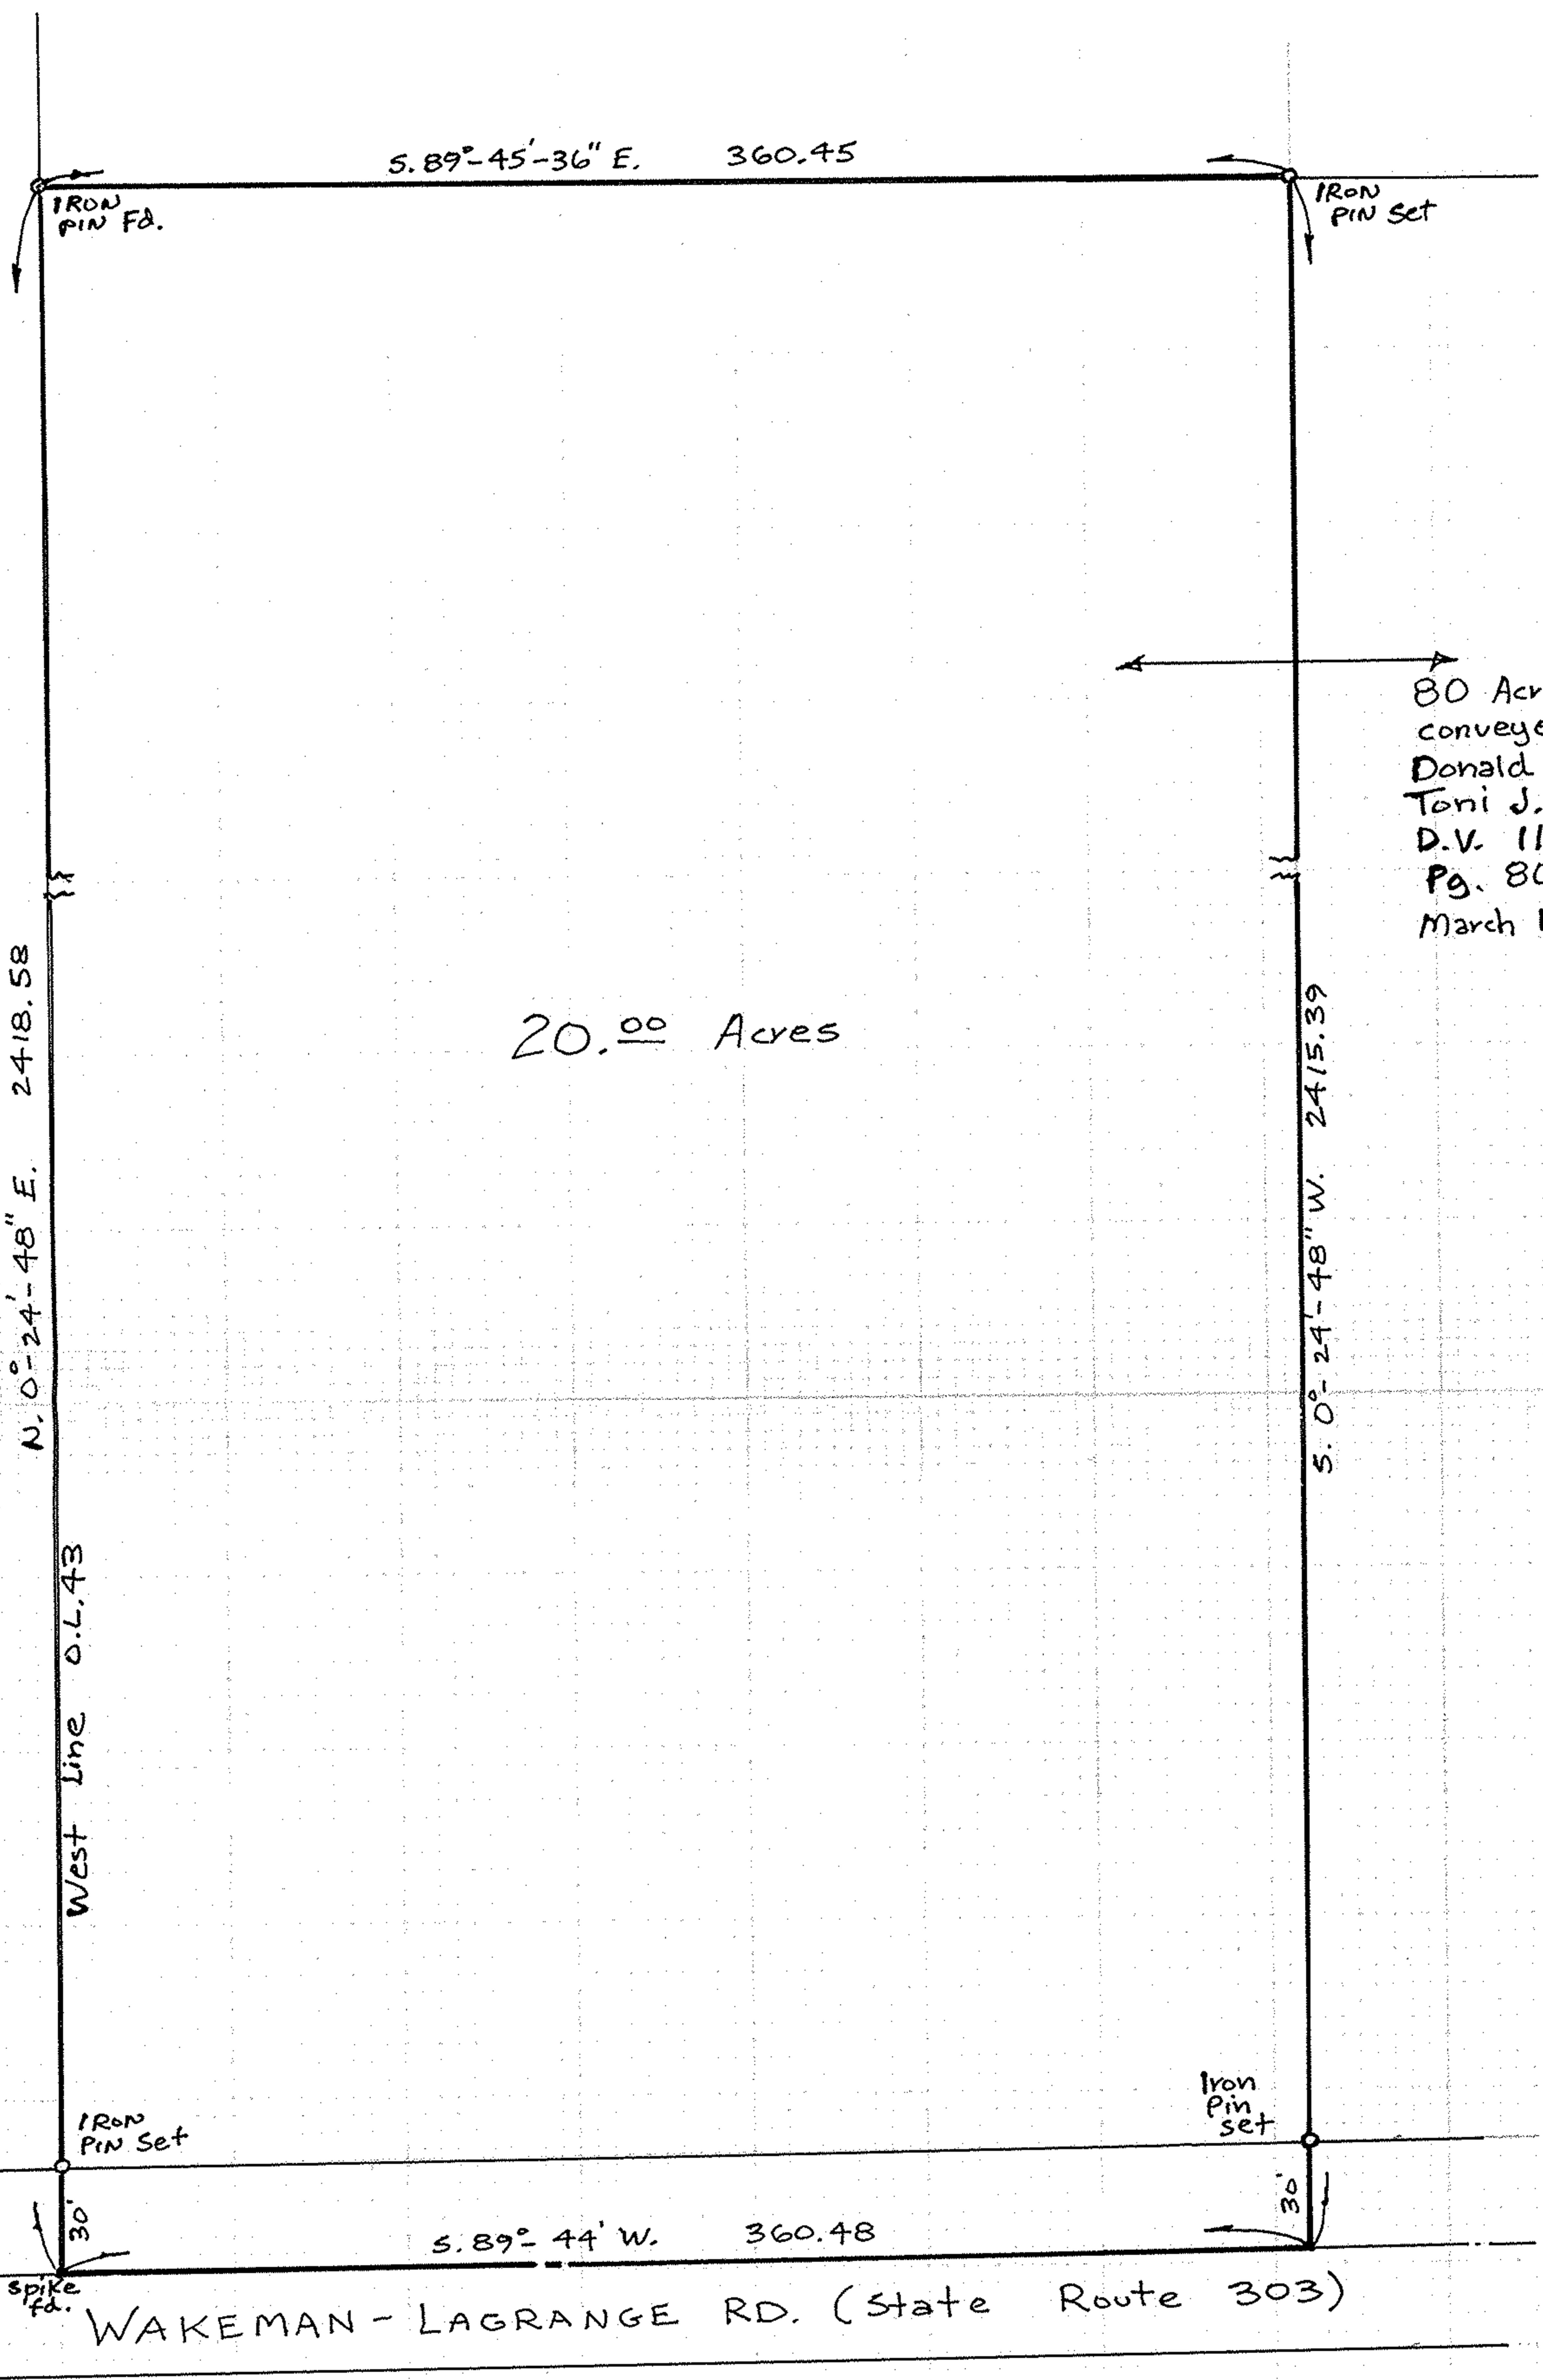 S. 89°-45'-36" E. 360.45
IRON
PIN Fd.
IRON
PIN Set
80 Acr
conveye
Donald
Toni J.
D.V. 11
Pg. 80
March 1
N. 0°-24'-48" E. 2418.58
20.00 Acres
S. 0°-24'-48" W. 2415.39
West Line O.L. 43
IRON
PIN Set
Iron
Pin
set
30'
30'
S. 89°-44' W. 360.48
spike
fd.
WAKEMAN - LAGRANGE RD. (State Route 303)